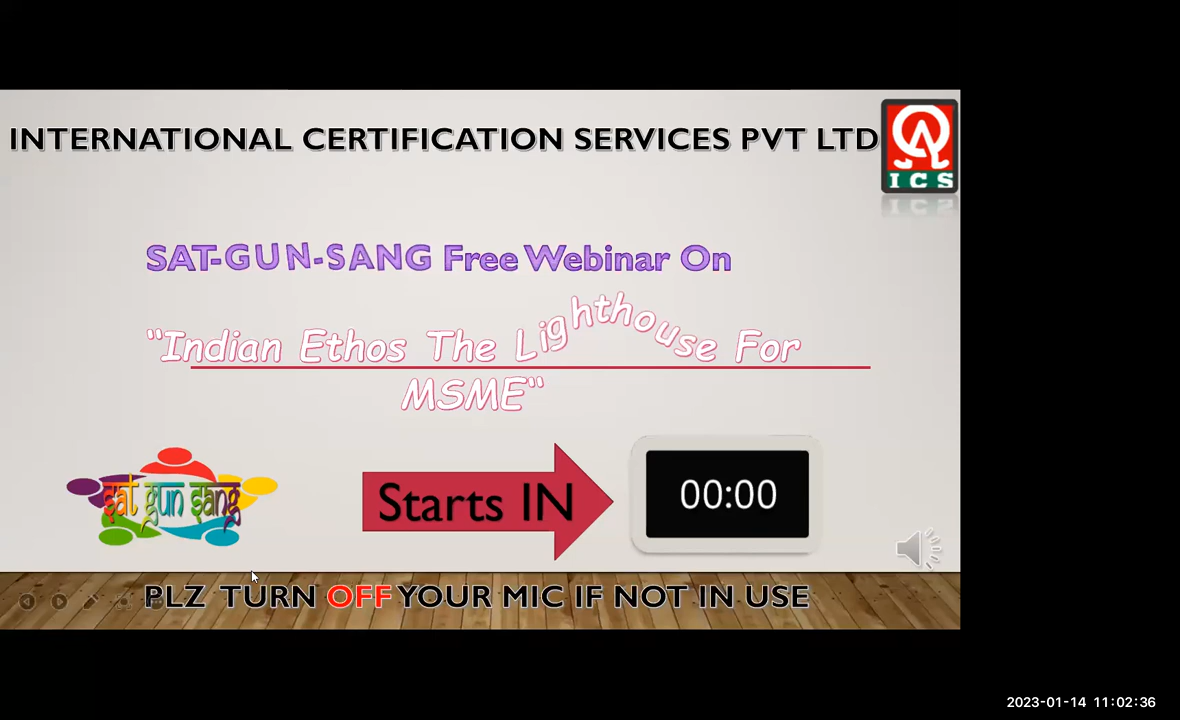 INTERNATIONAL CERTIFICATION SERVICES PVT LTD
ICS
SAT-GUN-SANG Free Webinar On
"Indian Ethos The Lighthouse For
MSME"
sat gun sang
Starts IN
00:00
PLZ TURN OFF YOUR MIC IF NOT IN USE
2023-01-14 11:02:36